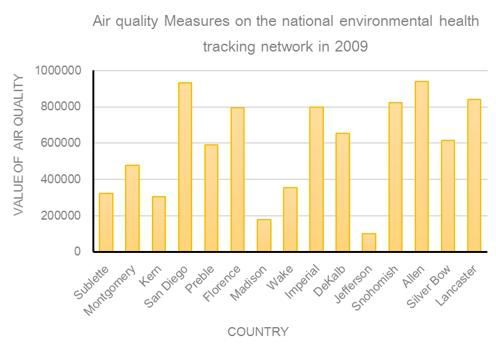 Air quality Measures on the national environmental health
tracking network in 2009
VALUE OF AIR QUALITY
1000000
800000
600000
400000
200000
0
Sublette
Montgomery
Kern
San Diego
Preble
Florence
Madison
Wake
Imperial
DeKalb
Jefferson
Snohomish
Allen
Silver Bow
Lancaster
COUNTRY